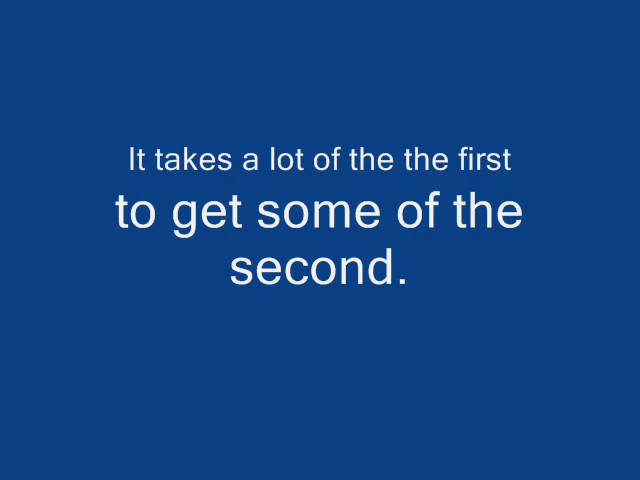 It takes a lot of the the first
to get some of the
second.